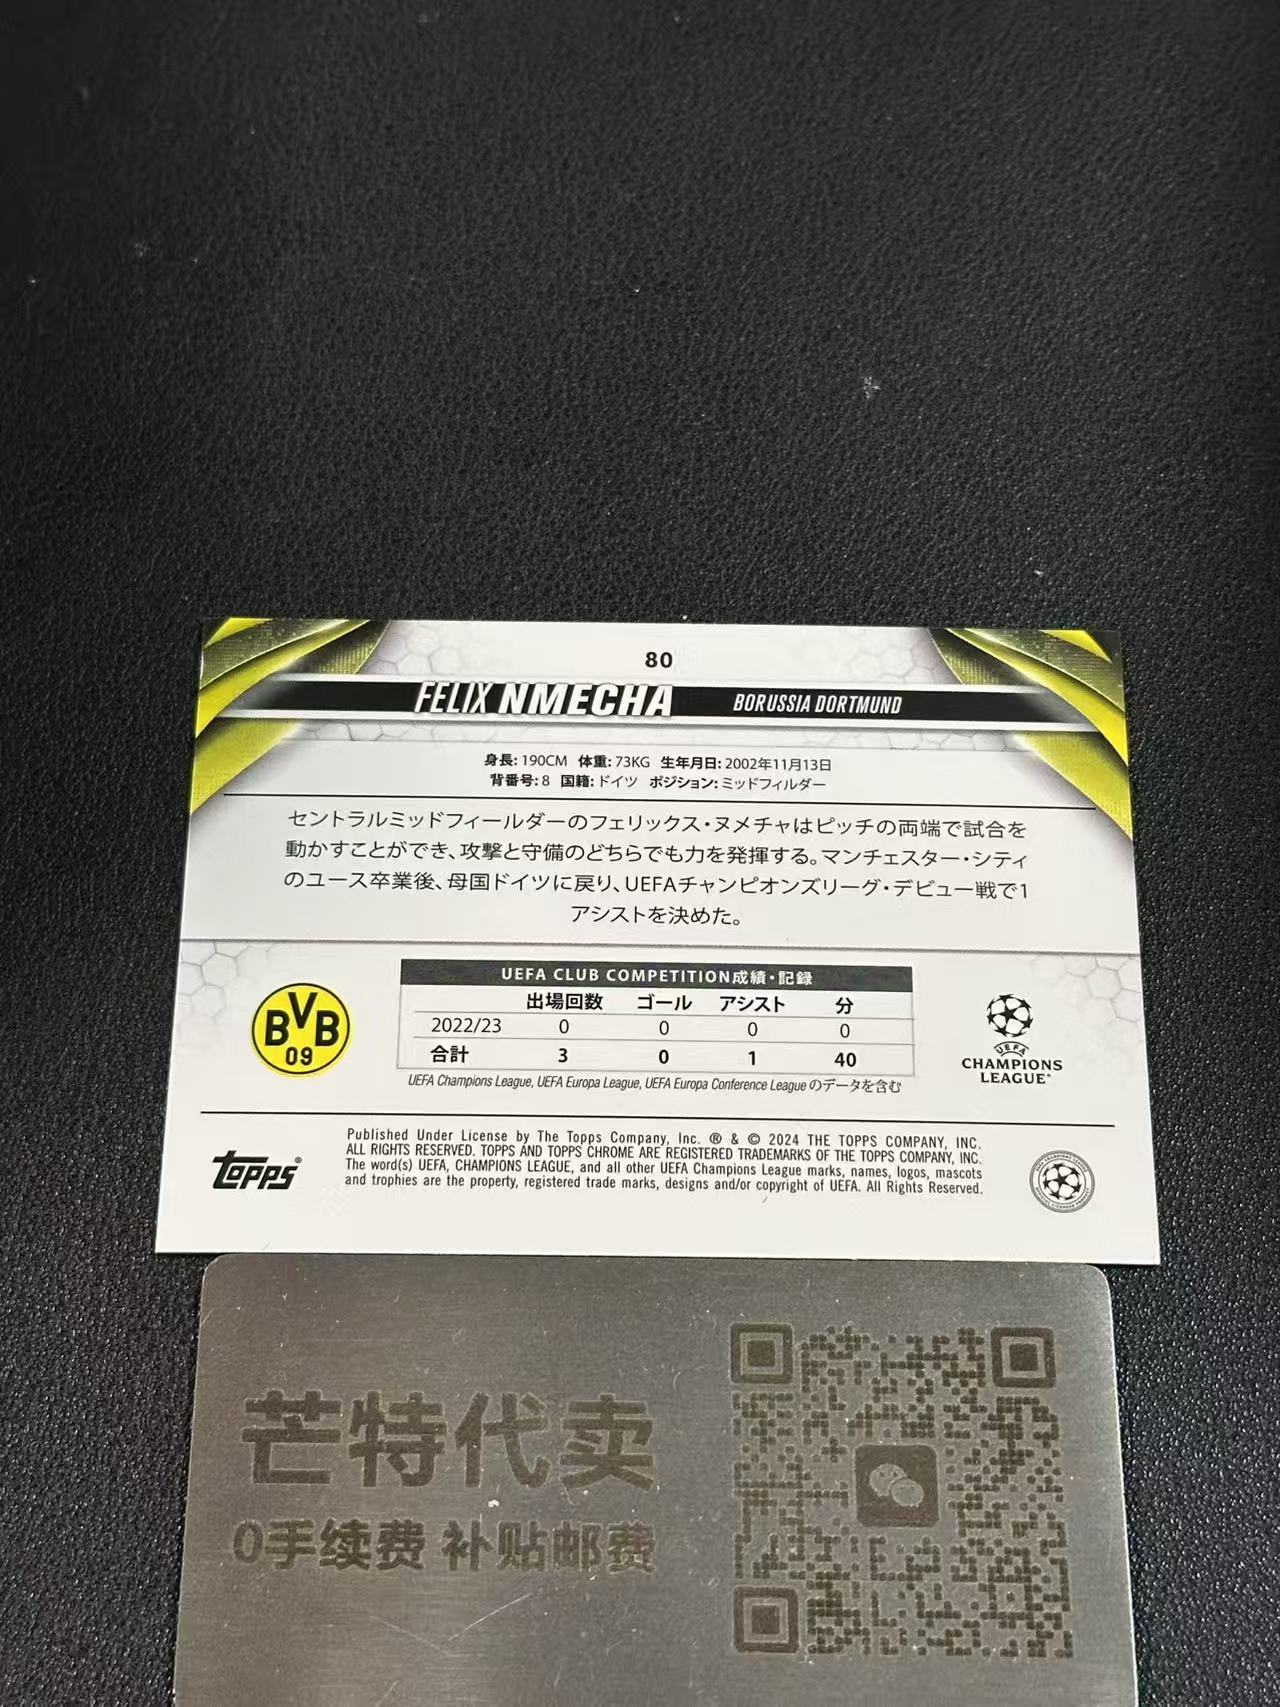 80
FELIX NMECHA BORUSSIA DORTMUND
身長: 190CM 体重: 73KG 生年月日: 2002年11月13日
背番号: 8 国籍: ドイツ ポジション: ミッドフィルダー
セントラルミッドフィールダーのフェリックス・ヌメチャはピッチの両端で試合を
動かすことができ、攻撃と守備のどちらでも力を発揮する。マンチェスター・シティ
のユース卒業後、母国ドイツに戻り、UEFAチャンピオンズリーグ・デビュー戦で1
アシストを決めた。
UEFA CLUB COMPETITION成績・記録
出場回数 ゴール アシスト 分
2022/23 0 0 0 0
合計 3 0 1 40
UEFA Champions League, UEFA Europa League, UEFA Europa Conference League のデータを含む
BVB
09
UEFA
CHAMPIONS
LEAGUE®
Topps®
Published Under License by The Topps Company, Inc. ® & © 2024 THE TOPPS COMPANY, INC.
ALL RIGHTS RESERVED. TOPPS AND TOPPS CHROME ARE REGISTERED TRADEMARKS OF THE TOPPS COMPANY, INC.
The word(s) UEFA, CHAMPIONS LEAGUE, and all other UEFA Champions League marks, names, logos, mascots
and trophies are the property, registered trade marks, designs and/or copyright of UEFA. All Rights Reserved.
芒特代卖
0手续费 补贴邮费